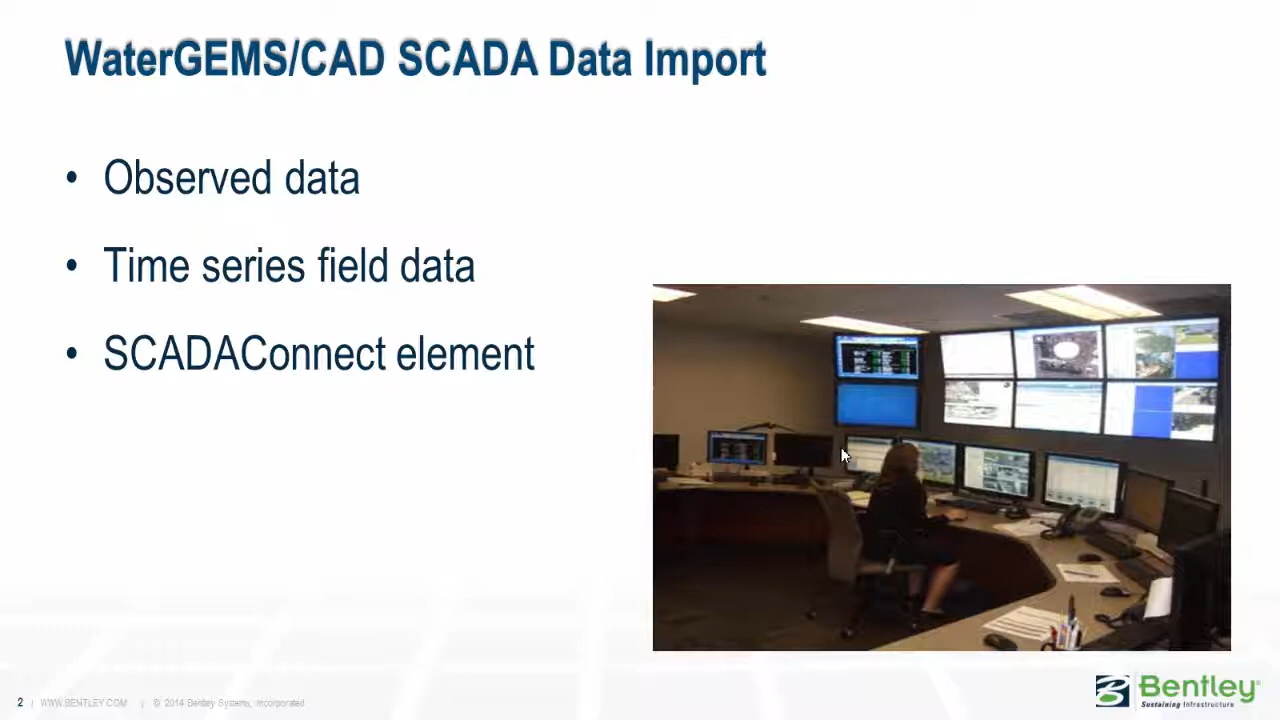 WaterGEMS/CAD SCADA Data Import
• Observed data
• Time series field data
• SCADAConnect element
2 | WWW.BENTLEY.COM | © 2014 Bentley Systems, Incorporated
Bentley®
Sustaining Infrastructure